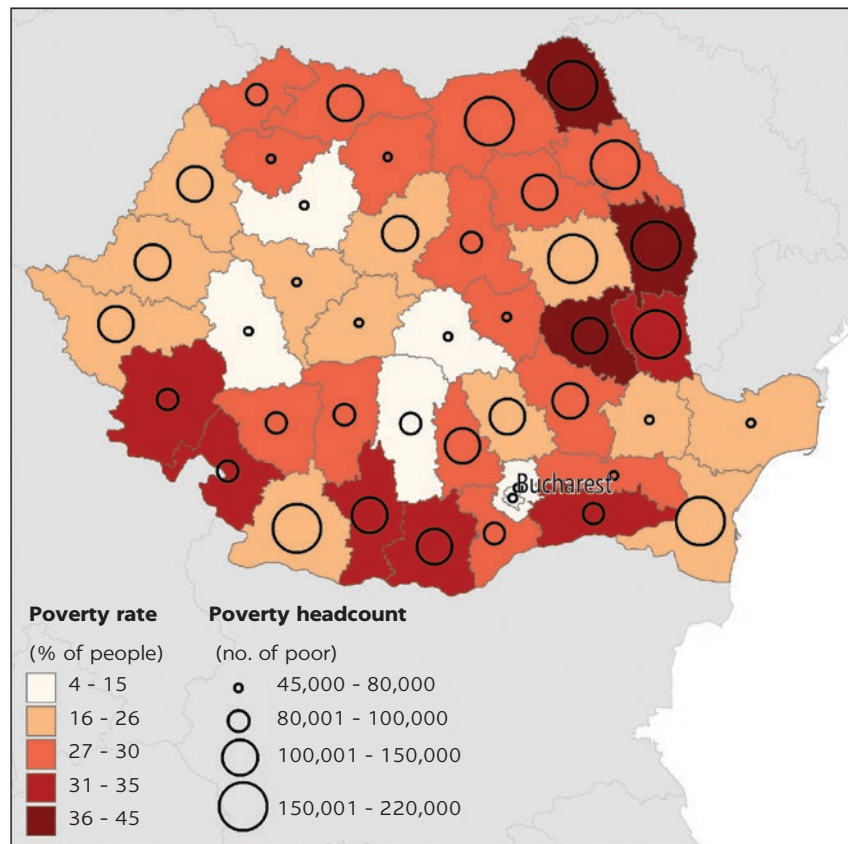 Bucharest
Poverty rate
(% of people)
4 - 15
16 - 26
27 - 30
31 - 35
36 - 45
Poverty headcount
(no. of poor)
45,000 - 80,000
80,001 - 100,000
100,001 - 150,000
150,001 - 220,000